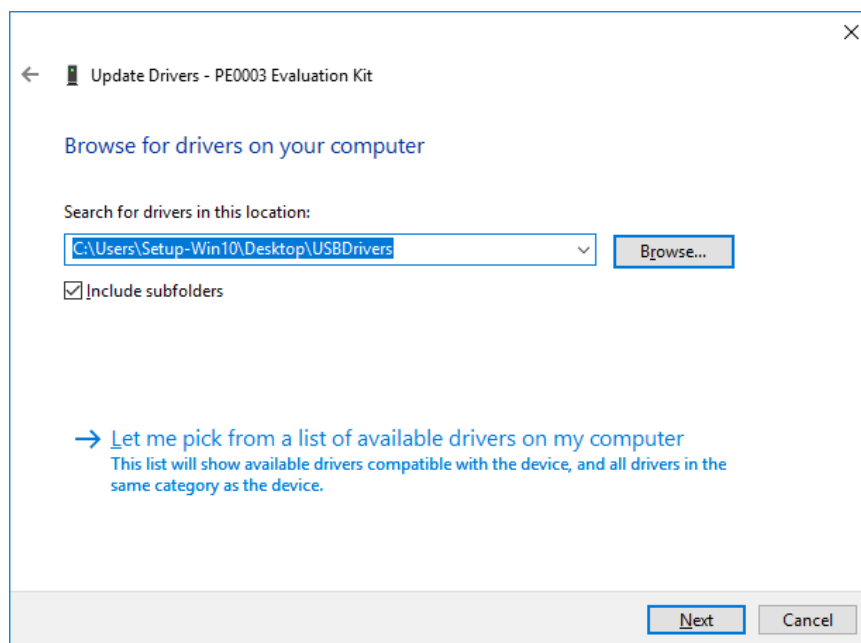 Update Drivers - PE0003 Evaluation Kit
Browse for drivers on your computer
Search for drivers in this location:
C:\Users\Setup-Win10\Desktop\USBDrivers
Browse...
Include subfolders
Let me pick from a list of available drivers on my computer
This list will show available drivers compatible with the device, and all drivers in the
same category as the device.
Next
Cancel